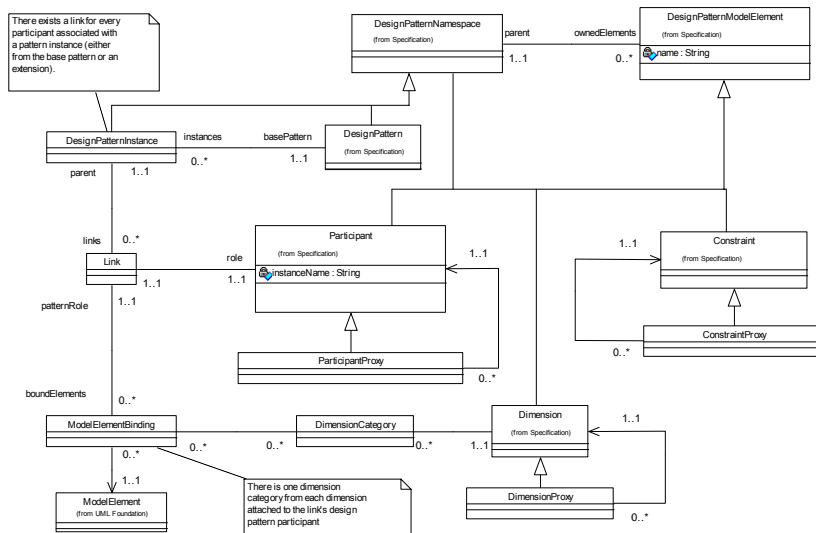 There exists a link for every
participant associated with
a pattern instance (either
from the base pattern or an
extension).
DesignPatternNamespace
(from Specification)
parent
1..1
ownedElements
0..*
DesignPatternModelElement
(from Specification)
name : String
DesignPatternInstance
instances
0..*
basePattern
1..1
DesignPattern
(from Specification)
parent
1..1
links
0..*
Link
1..1
role
1..1
Participant
(from Specification)
instanceName : String
1..1
ParticipantProxy
0..*
1..1
Constraint
(from Specification)
ConstraintProxy
0..*
patternRole
1..1
boundElements
0..*
ModelElementBinding
0..*
0..*
DimensionCategory
0..*
1..1
Dimension
(from Specification)
1..1
DimensionProxy
0..*
0..*
1..1
ModelElement
(from UML Foundation)
There is one dimension
category from each dimension
attached to the link's design
pattern participant